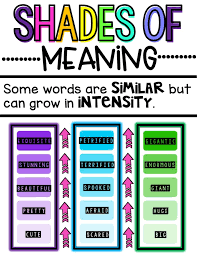 SHADES OF
MEANING
Some words are SIMILAR but
can grow in INTENSITY.
EXQUISITE PETRIFIED GIGANTIC
STUNNING TERRIFIED ENORMOUS
BEAUTIFUL SPOOKED GIANT
PRETTY AFRAID HUGE
CUTE SCARED BIG